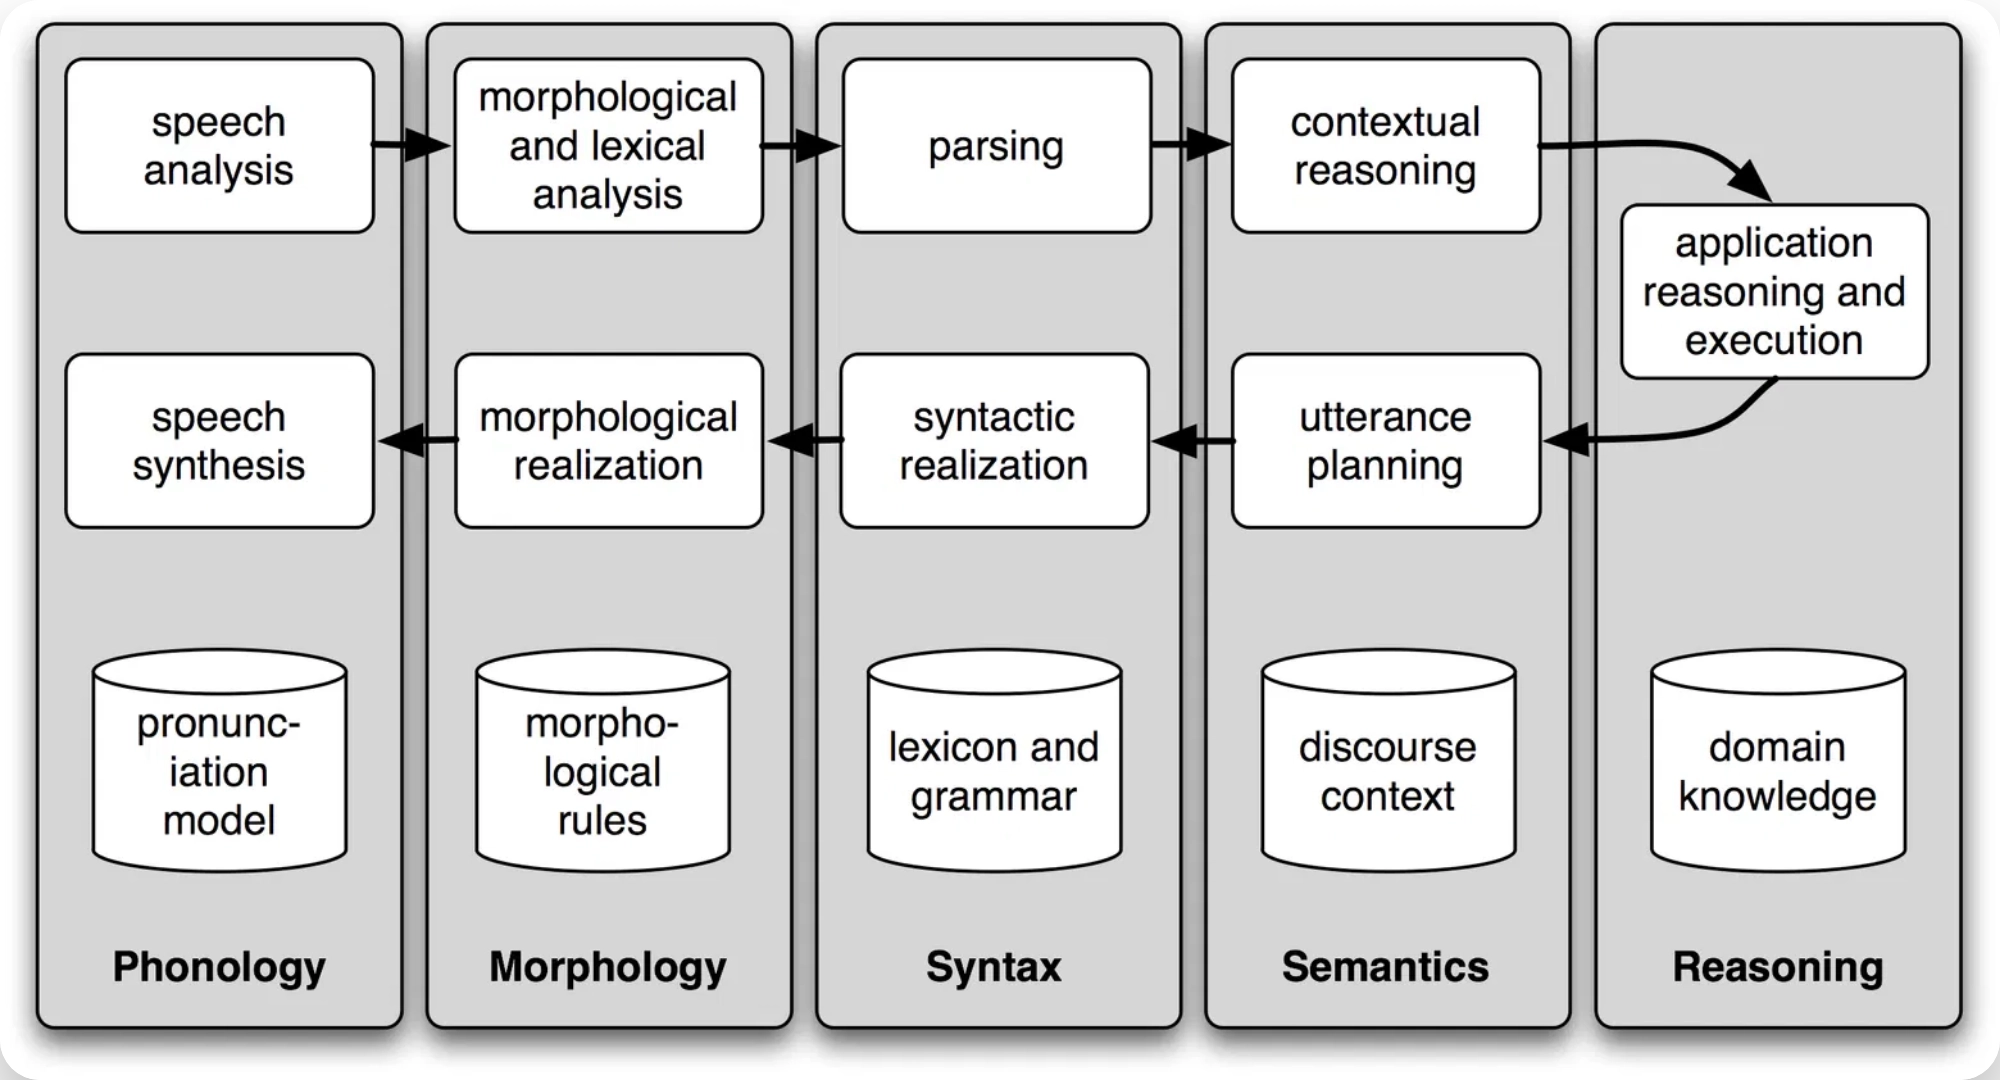 speech
analysis
morphological
and lexical
analysis
parsing
contextual
reasoning
application
reasoning and
execution
speech
synthesis
morphological
realization
syntactic
realization
utterance
planning
pronunc-
iation
model
morpho-
logical
rules
lexicon and
grammar
discourse
context
domain
knowledge
Phonology
Morphology
Syntax
Semantics
Reasoning